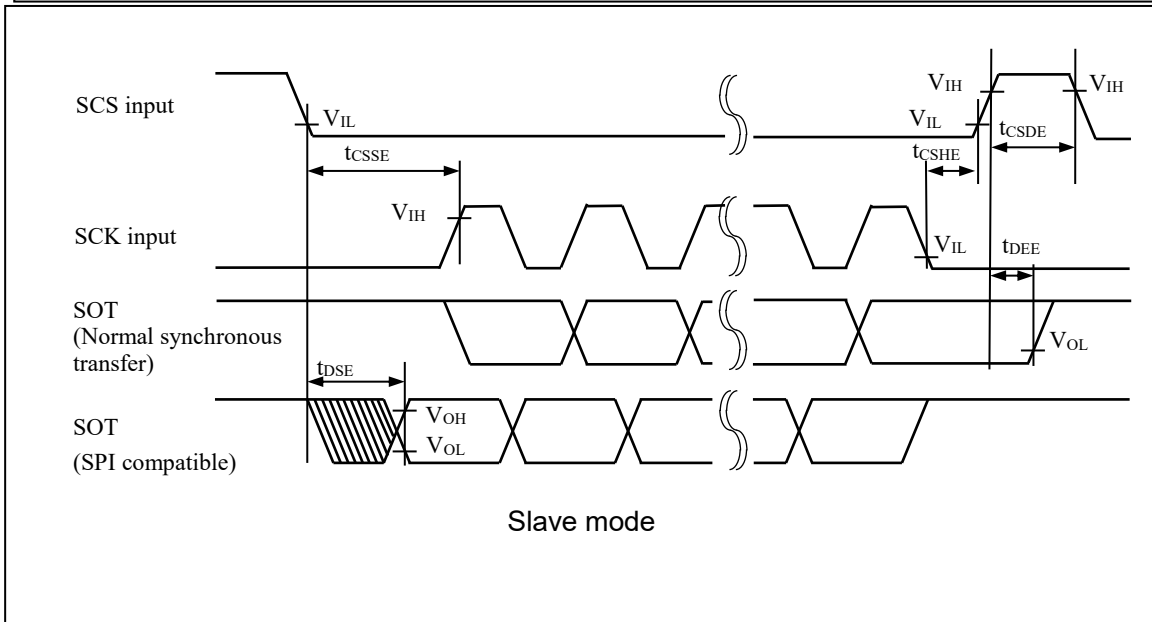 SCS input
VIL
VIH
VIH
VIL
tCSSE
tCSHE
tCSDE
SCK input
VIH
VIL
tDEE
SOT
(Normal synchronous
transfer)
VOL
tDSE
SOT
(SPI compatible)
VOH
VOL
Slave mode